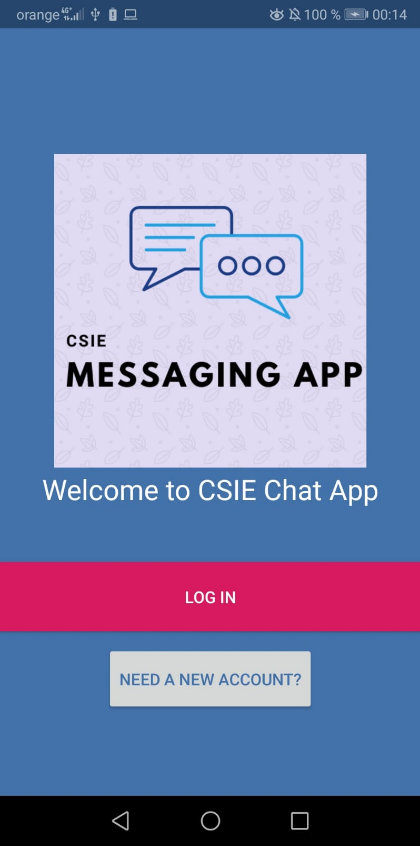 orange 4G+ 100 % 00:14
CSIE
MESSAGING APP
Welcome to CSIE Chat App
LOG IN
NEED A NEW ACCOUNT?